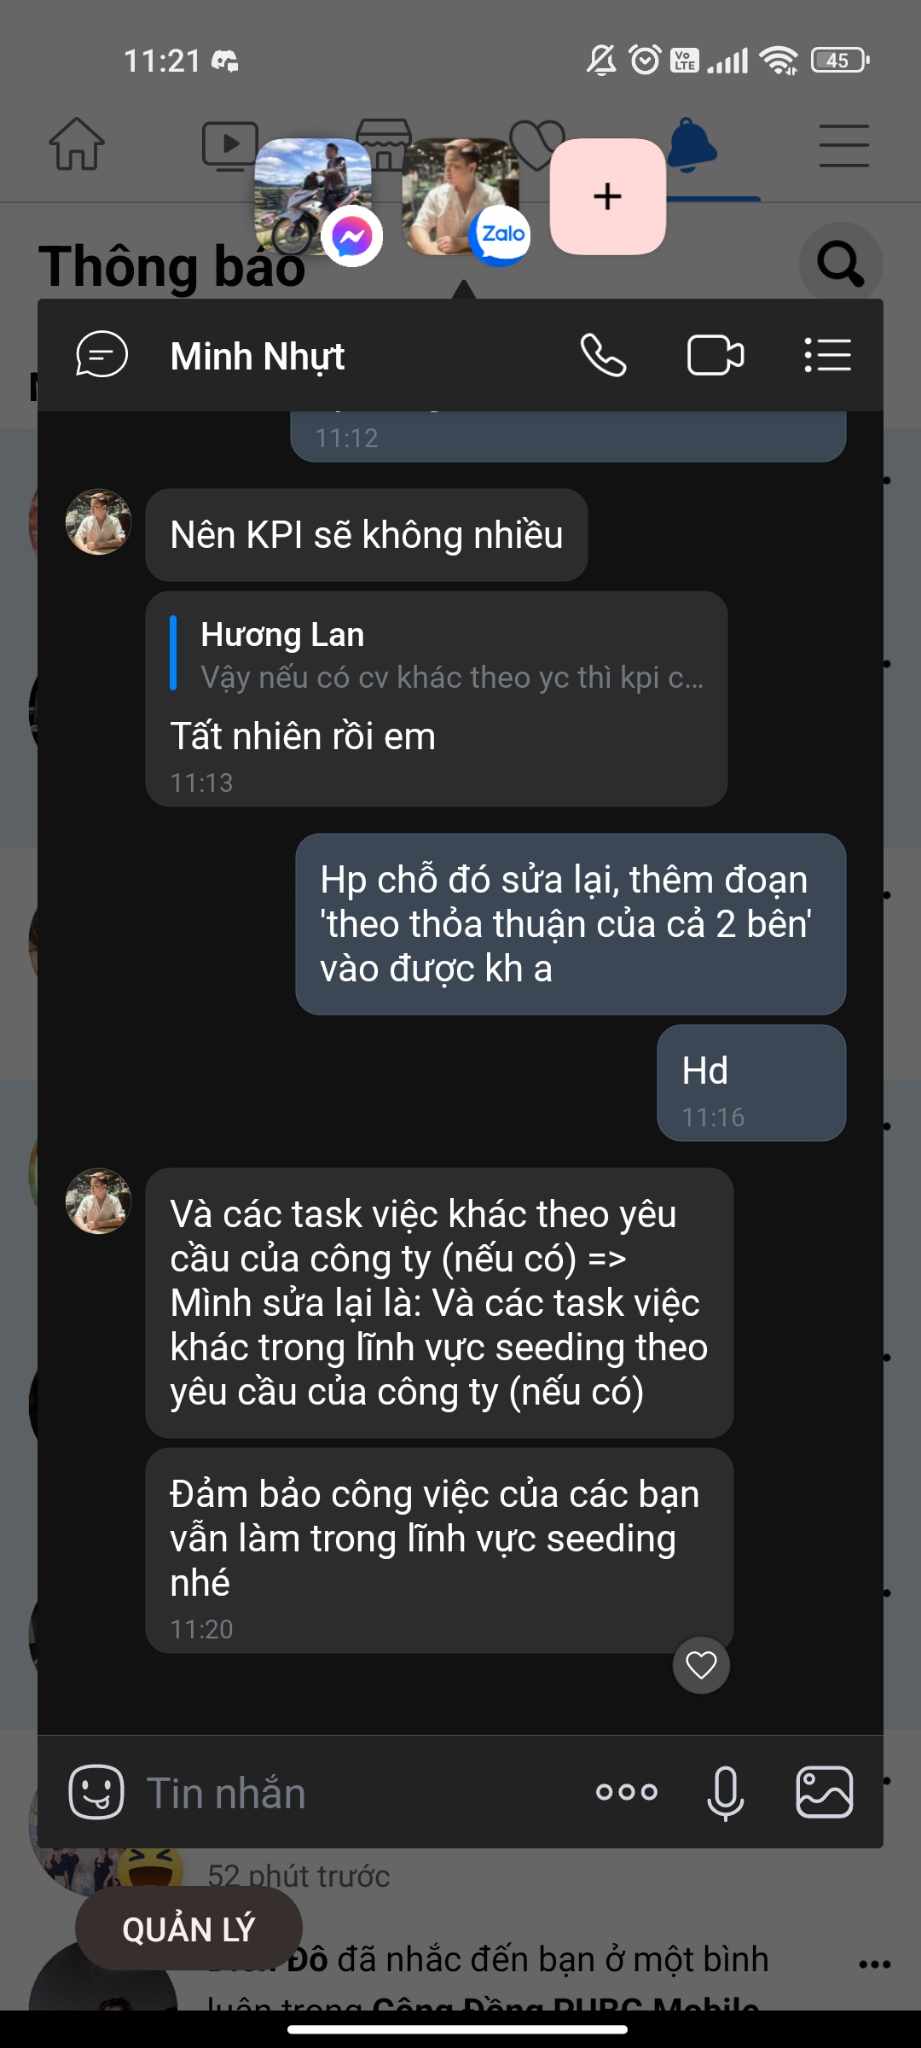 11:21
Vo
LTE
45
Zalo
+
Thông báo
Minh Nhựt
11:12
Nên KPI sẽ không nhiều
Hương Lan
Vậy nếu có cv khác theo yc thì kpi c...
Tất nhiên rồi em
11:13
Hp chỗ đó sửa lại, thêm đoạn
'theo thỏa thuận của cả 2 bên'
vào được kh a
Hd
11:16
Và các task việc khác theo yêu
cầu của công ty (nếu có) =>
Mình sửa lại là: Và các task việc
khác trong lĩnh vực seeding theo
yêu cầu của công ty (nếu có)
Đảm bảo công việc của các bạn
vẫn làm trong lĩnh vực seeding
nhé
11:20
Tin nhắn
52 phút trước
QUẢN LÝ
Đô đã nhắc đến bạn ở một bình
luận trong Cộng Đồng PUBG Mobile